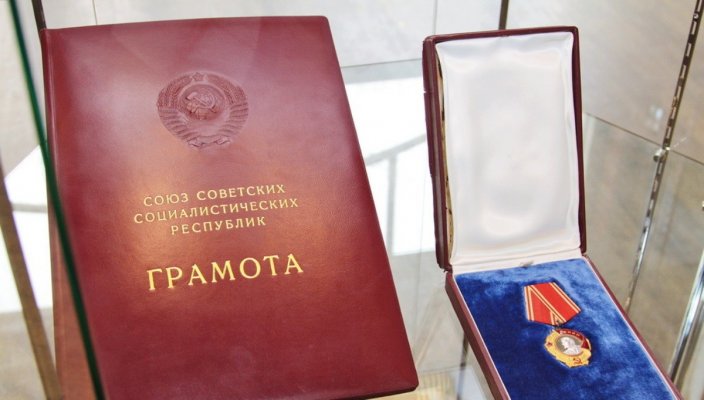 СОЮЗ СОВЕТСКИХ
СОЦИАЛИСТИЧЕСКИХ
РЕСПУБЛИК
ГРАМОТА